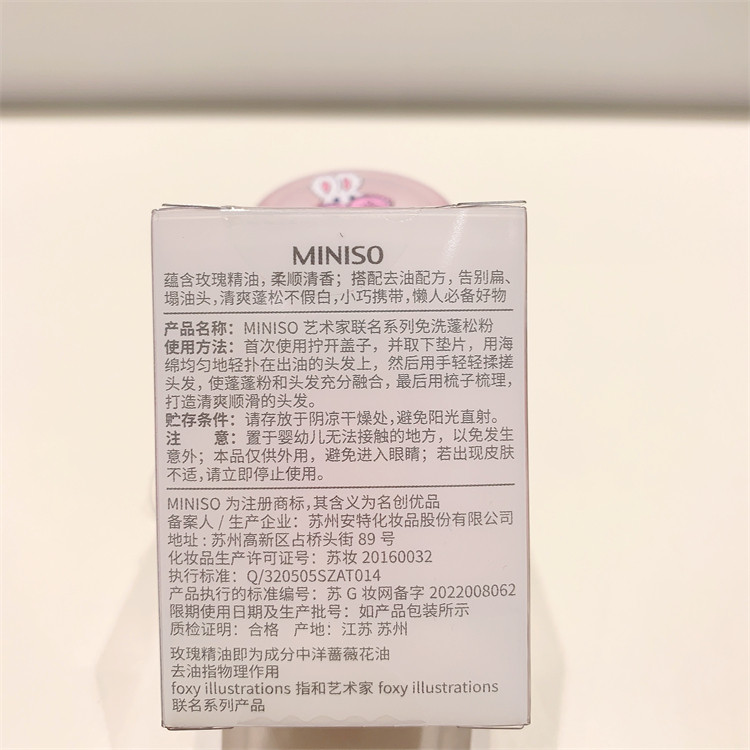 MINISO
蕴含玫瑰精油，柔顺清香；搭配去油配方，告别扁、
塌油头，清爽蓬松不假白，小巧携带，懒人必备好物
产品名称：MINISO 艺术家联名系列免洗蓬松粉
使用方法：首次使用拧开盖子，并取下垫片，用海
绵均匀地轻扑在出油的头发上，然后用手轻轻揉搓
头发，使蓬蓬粉和头发充分融合，最后用梳子梳理，
打造清爽顺滑的头发。
贮存条件：请存放于阴凉干燥处，避免阳光直射。
注 意：置于婴幼儿无法接触的地方，以免发生
意外；本品仅供外用，避免进入眼睛；若出现皮肤
不适，请立即停止使用。
MINISO 为注册商标，其含义为名创优品
备案人 / 生产企业：苏州安特化妆品股份有限公司
地址：苏州高新区占桥头街 89 号
化妆品生产许可证号：苏妆 20160032
执行标准：Q/320505SZAT014
产品执行的标准编号：苏 G 妆网备字 2022008062
限期使用日期及生产批号：如产品包装所示
质检证明：合格 产地：江苏 苏州
玫瑰精油即为成分中洋蔷薇花油
去油指物理作用
foxy illustrations 指和艺术家 foxy illustrations
联名系列产品